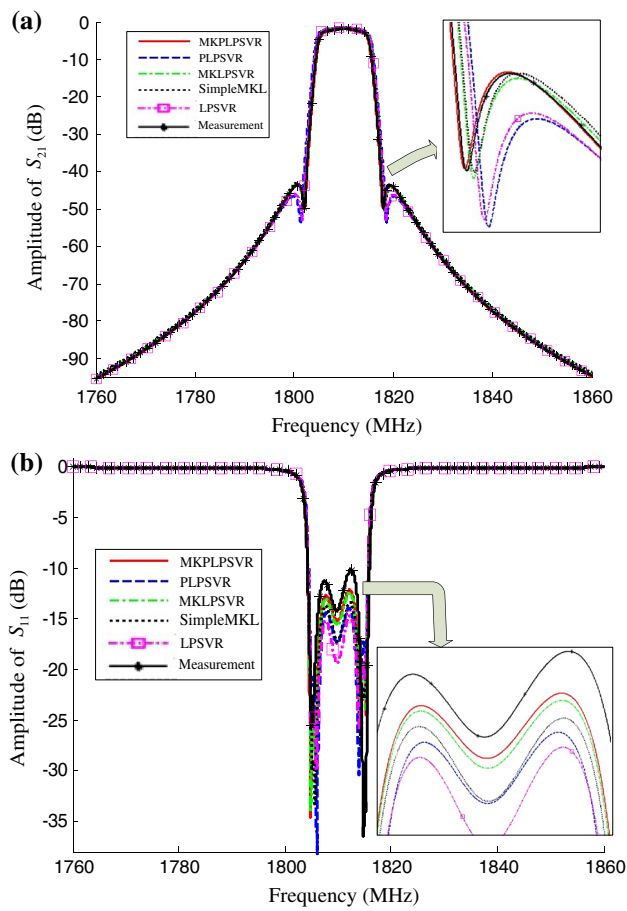 (a)
0
-10
-20
-30
-40
-50
-60
-70
-80
-90
Amplitude of S21 (dB)
MKPLPSVR
PLPSVR
MKLPSVR
SimpleMKL
LPSVR
Measurement
1760
1780
1800
1820
1840
1860
Frequency (MHz)
(b)
0
-5
-10
-15
-20
-25
-30
-35
Amplitude of S11 (dB)
MKPLPSVR
PLPSVR
MKLPSVR
SimpleMKL
LPSVR
Measurement
1760
1780
1800
1820
1840
1860
Frequency (MHz)